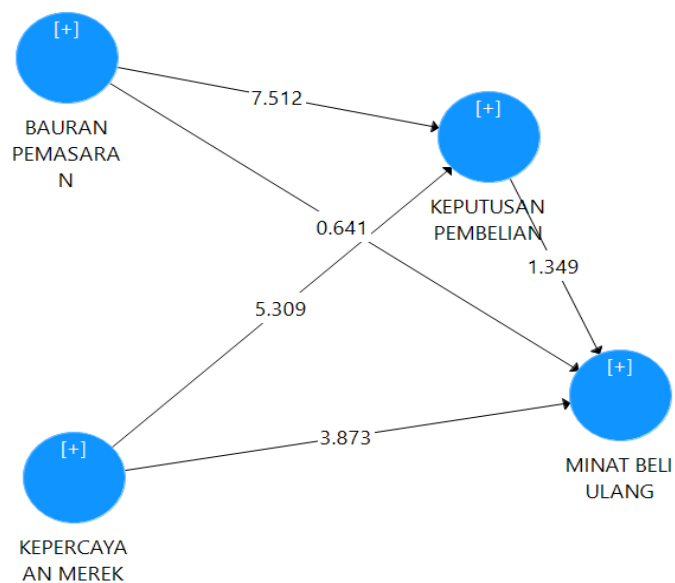 [+]
BAURAN
PEMASARA
N
7.512
[+]
KEPUTUSAN
PEMBELIAN
0.641
1.349
5.309
[+]
MINAT BELI
ULANG
3.873
[+]
KEPERCAYA
AN MEREK